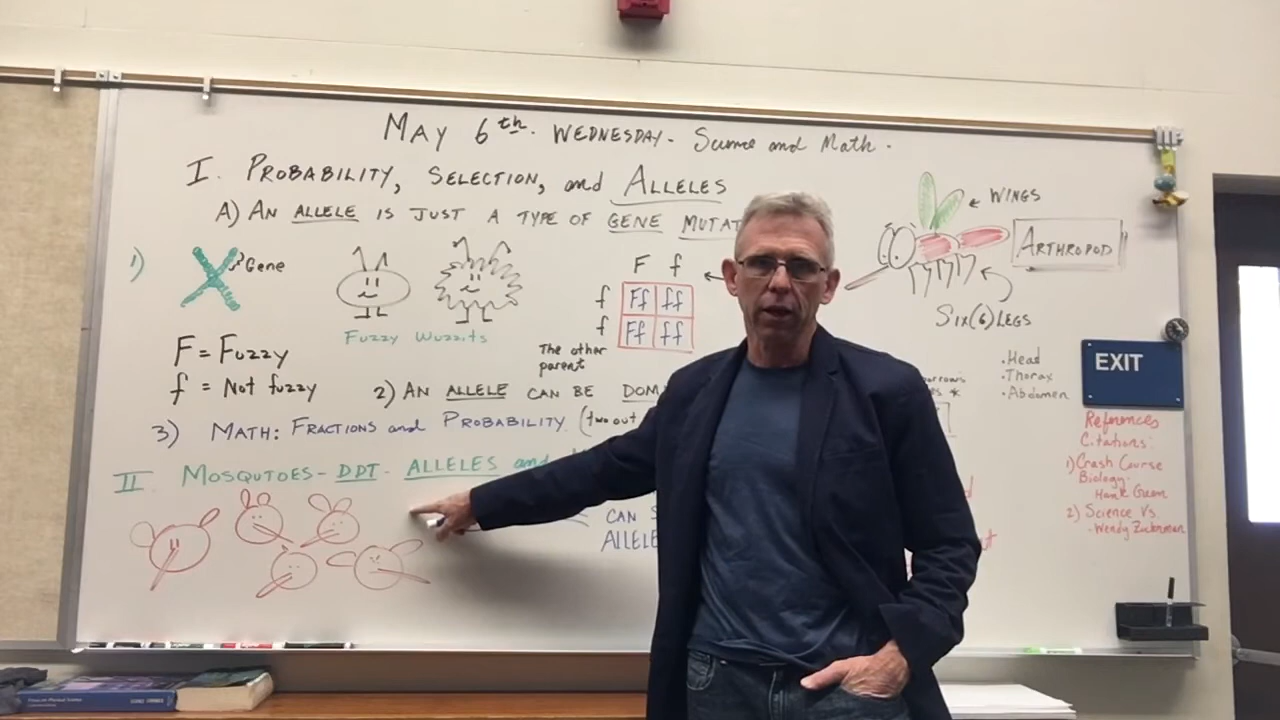 MAY 6th. WEDNESDAY - Science and Math.
I. PROBABILITY, SELECTION, and ALLELES
A) AN ALLELE IS JUST A TYPE OF GENE MUTAT
1)
Gene
Fuzzy Wuzzits
F = FUZZY
f = Not fuzzy
F f
f Ff ff
f Ff ff
The other
parent
WINGS
ARTHROPOD
SIX(6) LEGS
• Head
• Thorax
• Abdomen
2) AN ALLELE CAN BE DOM
3) MATH: FRACTIONS and PROBABILITY (two out
II MOSQUTOES - DDT - ALLELES and
CAN S
ALLELE
EXIT
References
Citations:
1) Crash Course
Biology.
Hank Green
2) Science Vs.
- Wendy Zukerman